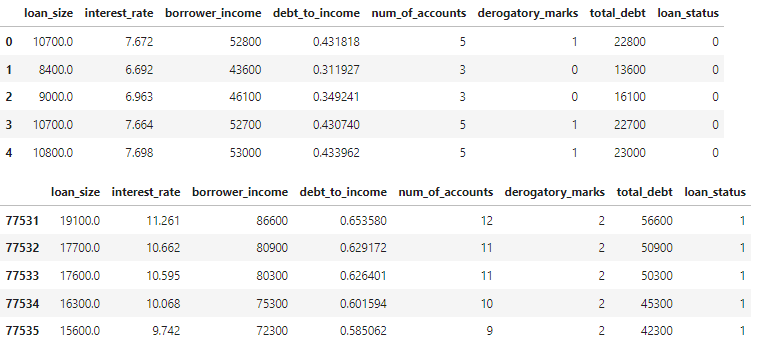 loan_size interest_rate borrower_income debt_to_income num_of_accounts derogatory_marks total_debt loan_status
0 10700.0 7.672 52800 0.431818 5 1 22800 0
1 8400.0 6.692 43600 0.311927 3 0 13600 0
2 9000.0 6.963 46100 0.349241 3 0 16100 0
3 10700.0 7.664 52700 0.430740 5 1 22700 0
4 10800.0 7.698 53000 0.433962 5 1 23000 0
loan_size interest_rate borrower_income debt_to_income num_of_accounts derogatory_marks total_debt loan_status
77531 19100.0 11.261 86600 0.653580 12 2 56600 1
77532 17700.0 10.662 80900 0.629172 11 2 50900 1
77533 17600.0 10.595 80300 0.626401 11 2 50300 1
77534 16300.0 10.068 75300 0.601594 10 2 45300 1
77535 15600.0 9.742 72300 0.585062 9 2 42300 1